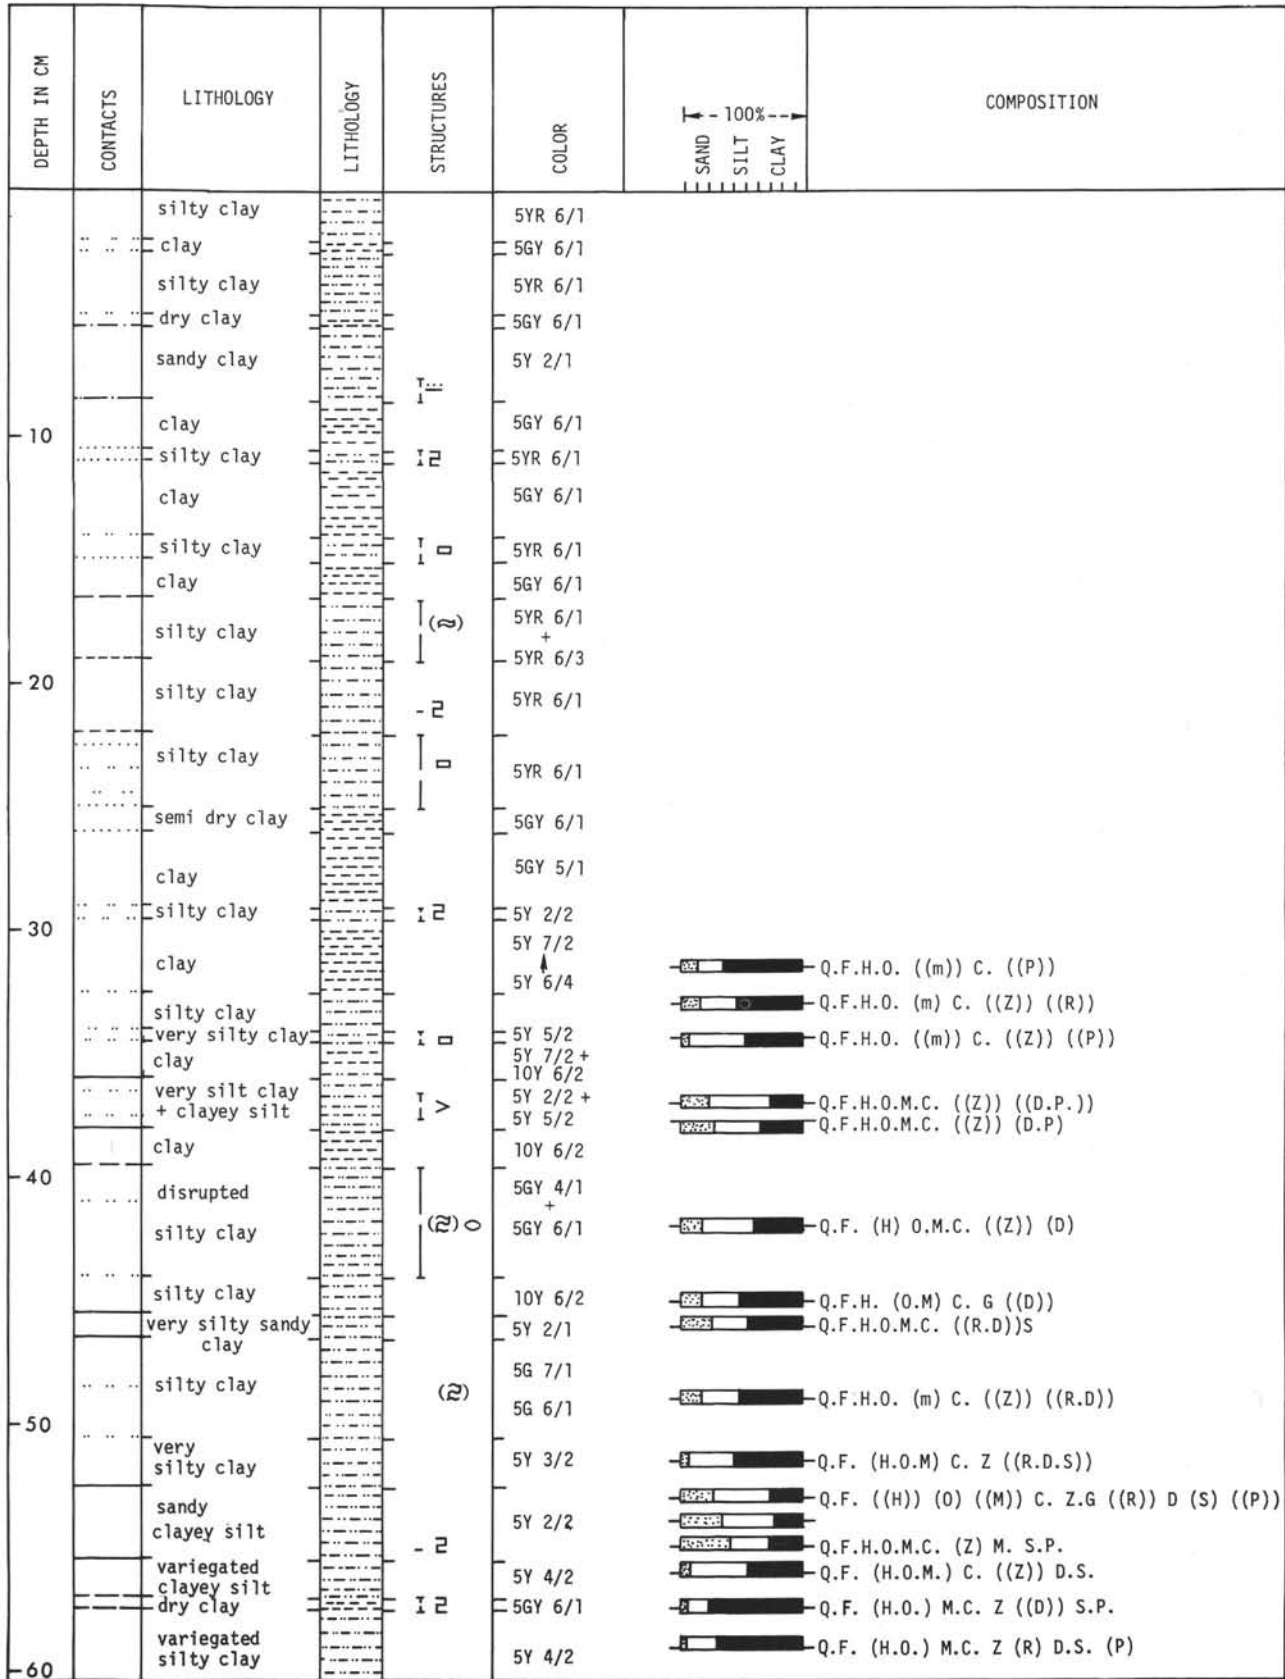 DEPTH IN CM
CONTACTS
LITHOLOGY
LITHOLOGY
STRUCTURES
COLOR
100%
SAND
SILT
CLAY
COMPOSITION
silty clay 5YR 6/1
clay 5GY 6/1
silty clay 5YR 6/1
dry clay 5GY 6/1
sandy clay 5Y 2/1
clay 5GY 6/1
-10
silty clay 5YR 6/1
clay 5GY 6/1
silty clay 5YR 6/1
clay 5GY 6/1
5YR 6/1
silty clay +
5YR 6/3
-20
silty clay 5YR 6/1
silty clay 5YR 6/1
semi dry clay 5GY 6/1
clay 5GY 5/1
silty clay 5Y 2/2
-30
5Y 7/2
clay Q.F.H.O. ((m)) C. ((P))
5Y 6/4
silty clay Q.F.H.O. (m) C. ((Z)) ((R))
very silty clay 5Y 5/2 Q.F.H.O. ((m)) C. ((Z)) ((P))
clay 5Y 7/2 +
10Y 6/2
very silt clay 5Y 2/2 + Q.F.H.O.M.C. ((Z)) ((D.P.))
+ clayey silt 5Y 5/2 Q.F.H.O.M.C. ((Z)) (D.P)
clay 10Y 6/2
-40
disrupted 5GY 4/1
+
silty clay 5GY 6/1 Q.F. (H) O.M.C. ((Z)) (D)
silty clay 10Y 6/2 Q.F.H. (O.M) C. G ((D))
very silty sandy 5Y 2/1 Q.F.H.O.M.C. ((R.D))S
clay
5G 7/1
silty clay Q.F.H.O. (m) C. ((Z)) ((R.D))
5G 6/1
-50
very
silty clay 5Y 3/2 Q.F. (H.O.M) C. Z ((R.D.S))
sandy Q.F. ((H)) (O) ((M)) C. Z.G ((R)) D (S) ((P))
clayey silt 5Y 2/2
Q.F.H.O.M.C. (Z) M. S.P.
variegated 5Y 4/2 Q.F. (H.O.M.) C. ((Z)) D.S.
clayey silt
dry clay 5GY 6/1 Q.F. (H.O.) M.C. Z ((D)) S.P.
variegated Q.F. (H.O.) M.C. Z (R) D.S. (P)
silty clay 5Y 4/2
-60